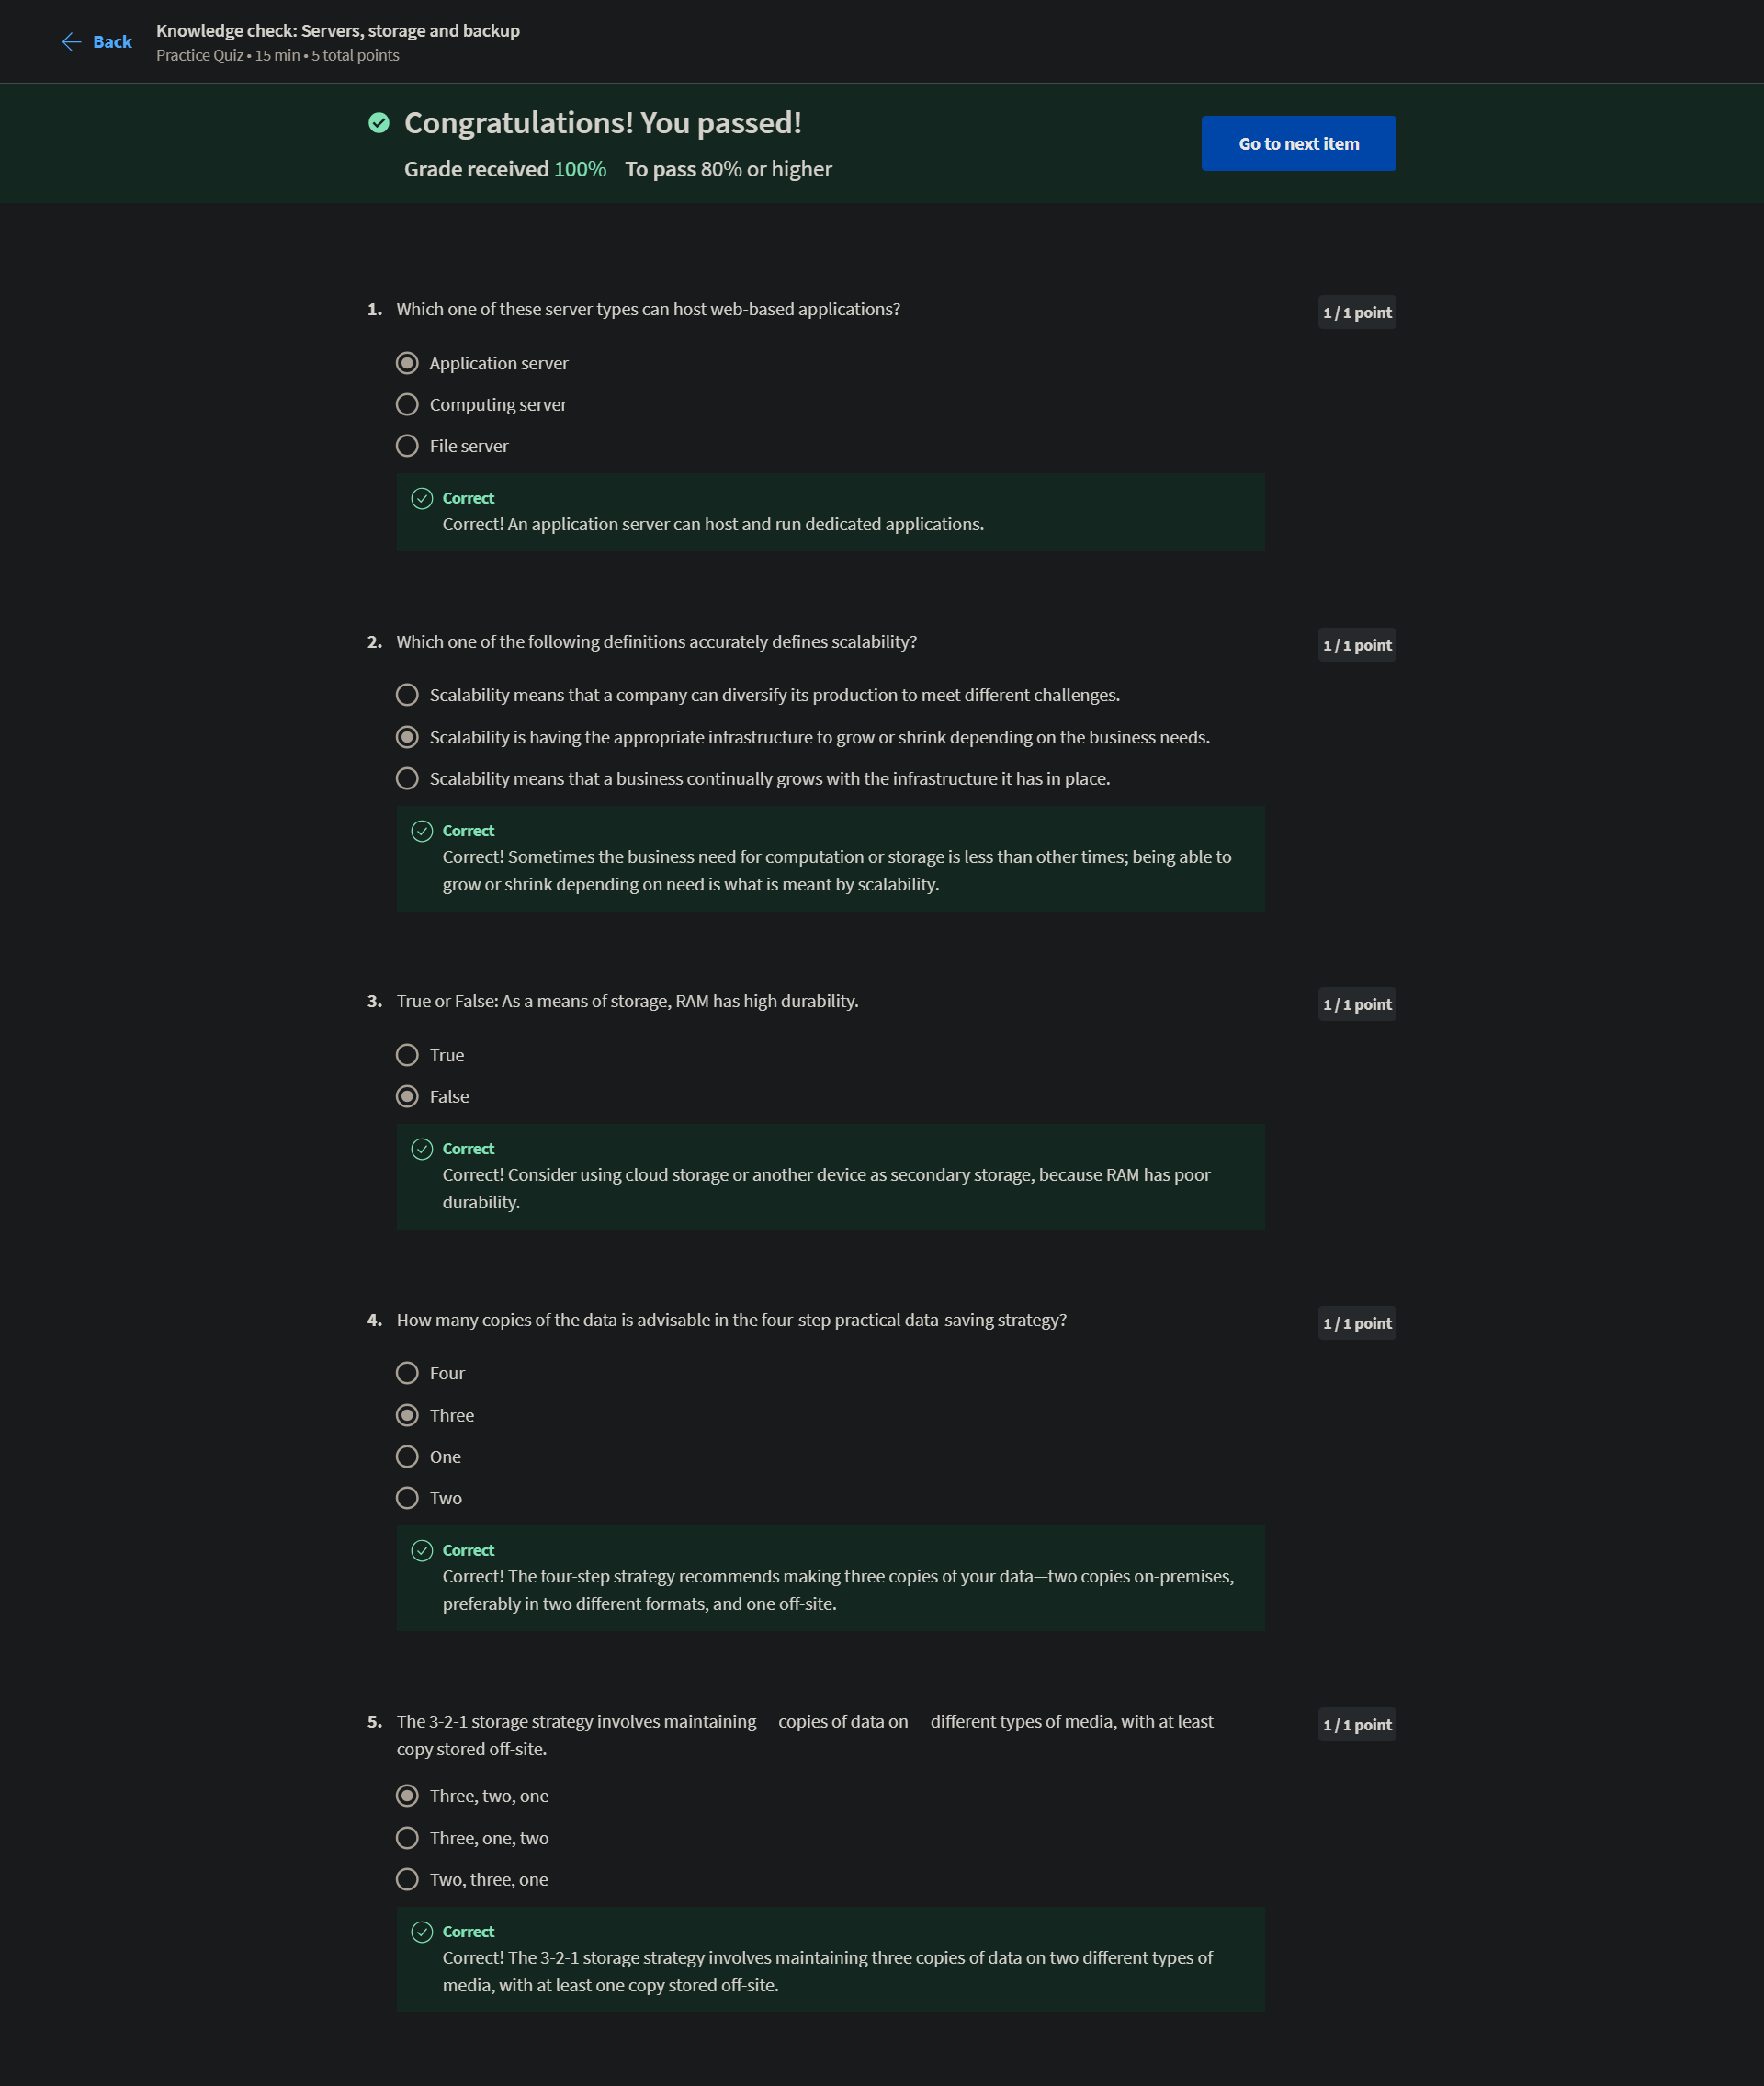 Back
Knowledge check: Servers, storage and backup
Practice Quiz • 15 min • 5 total points
Congratulations! You passed!
Grade received 100% To pass 80% or higher
Go to next item
1. Which one of these server types can host web-based applications?
1 / 1 point
Application server
Computing server
File server
Correct
Correct! An application server can host and run dedicated applications.
2. Which one of the following definitions accurately defines scalability?
1 / 1 point
Scalability means that a company can diversify its production to meet different challenges.
Scalability is having the appropriate infrastructure to grow or shrink depending on the business needs.
Scalability means that a business continually grows with the infrastructure it has in place.
Correct
Correct! Sometimes the business need for computation or storage is less than other times; being able to
grow or shrink depending on need is what is meant by scalability.
3. True or False: As a means of storage, RAM has high durability.
1 / 1 point
True
False
Correct
Correct! Consider using cloud storage or another device as secondary storage, because RAM has poor
durability.
4. How many copies of the data is advisable in the four-step practical data-saving strategy?
1 / 1 point
Four
Three
One
Two
Correct
Correct! The four-step strategy recommends making three copies of your data—two copies on-premises,
preferably in two different formats, and one off-site.
5. The 3-2-1 storage strategy involves maintaining __copies of data on __different types of media, with at least ___
copy stored off-site.
1 / 1 point
Three, two, one
Three, one, two
Two, three, one
Correct
Correct! The 3-2-1 storage strategy involves maintaining three copies of data on two different types of
media, with at least one copy stored off-site.